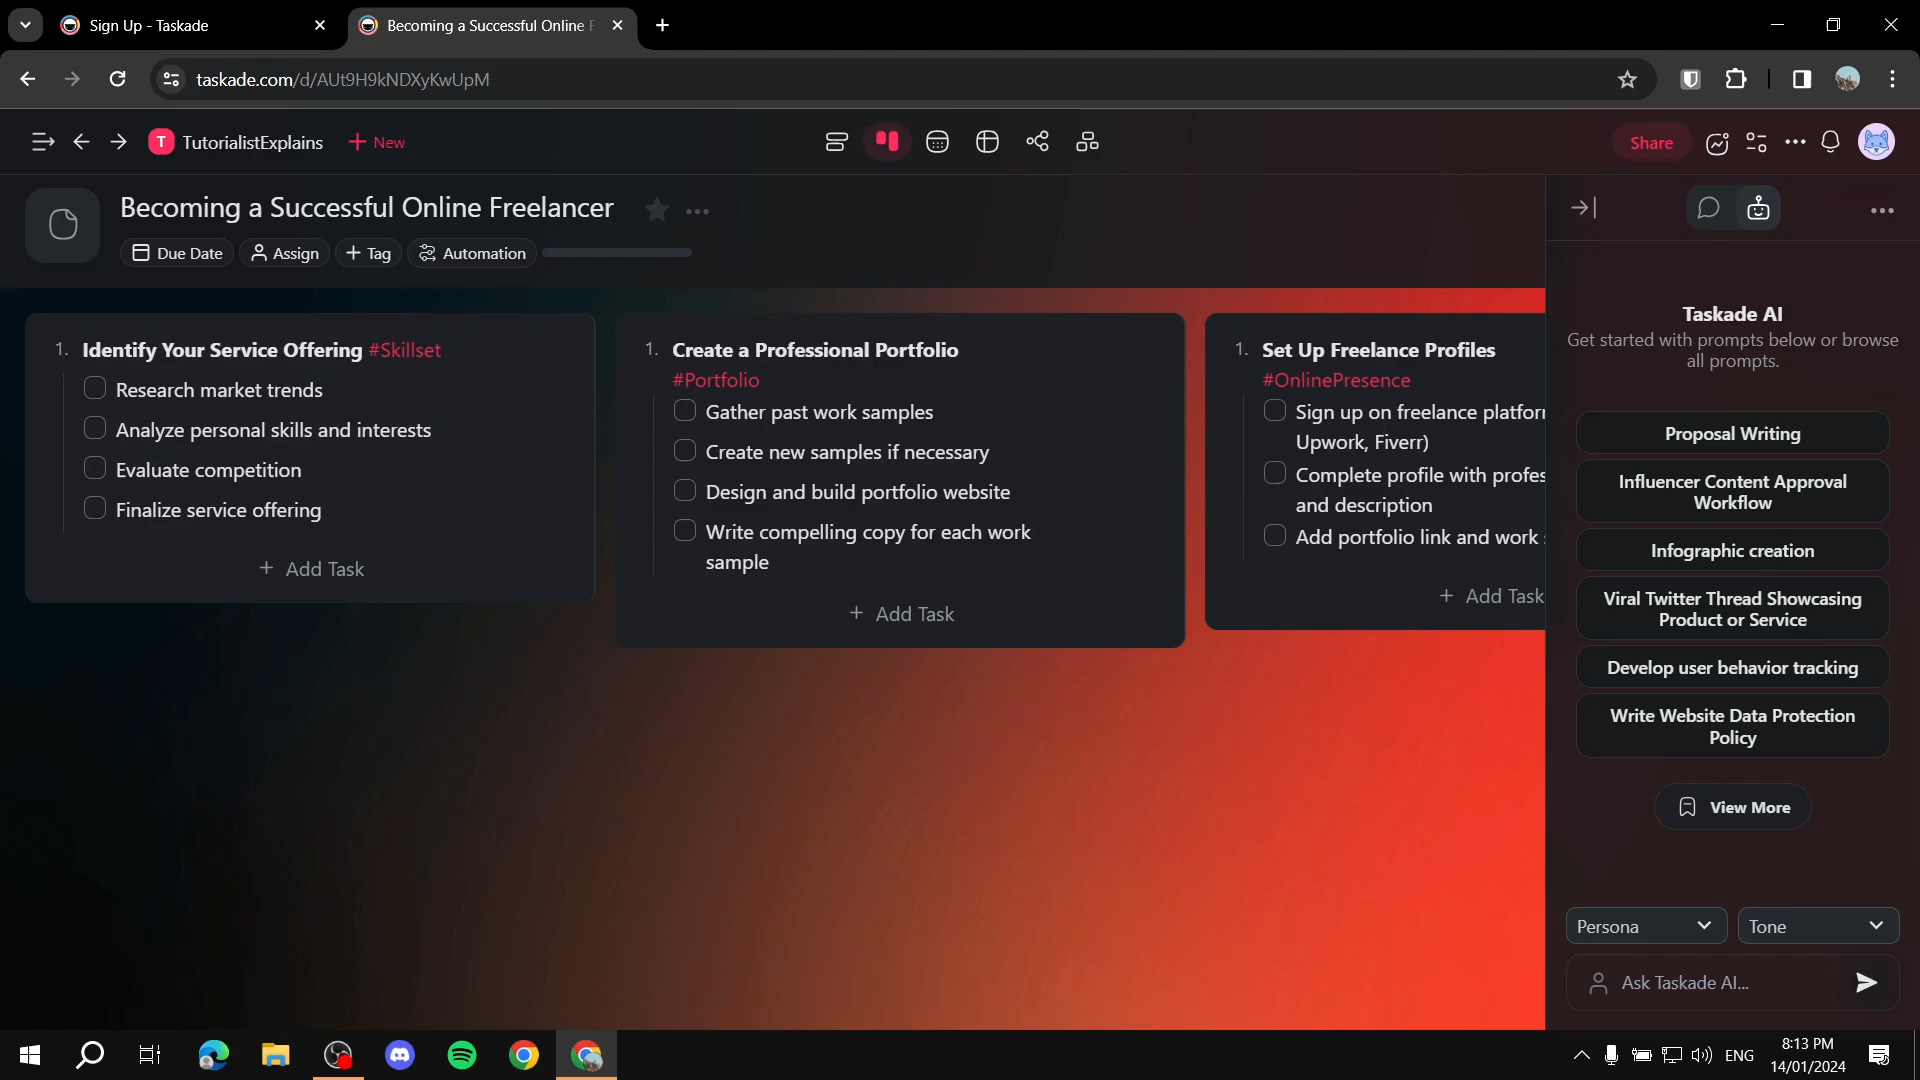 Sign Up - Taskade
Becoming a Successful Online F
taskade.com/d/AUt9H9kNDXyKwUpM
T TutorialistExplains
New
Share
Becoming a Successful Online Freelancer
Due Date
Assign
Tag
Automation
1. Identify Your Service Offering #Skillset
Research market trends
Analyze personal skills and interests
Evaluate competition
Finalize service offering
+ Add Task
1. Create a Professional Portfolio
#Portfolio
Gather past work samples
Create new samples if necessary
Design and build portfolio website
Write compelling copy for each work
sample
+ Add Task
1. Set Up Freelance Profiles
#OnlinePresence
Sign up on freelance
Upwork, Fiverr)
Complete profile with
and description
Add portfolio link and work
+ Add Task
Taskade AI
Get started with prompts below or browse
all prompts.
Proposal Writing
Influencer Content Approval
Workflow
Infographic creation
Viral Twitter Thread Showcasing
Product or Service
Develop user behavior tracking
Write Website Data Protection
Policy
View More
Persona
Tone
Ask Taskade AI...
ENG
8:13 PM
14/01/2024